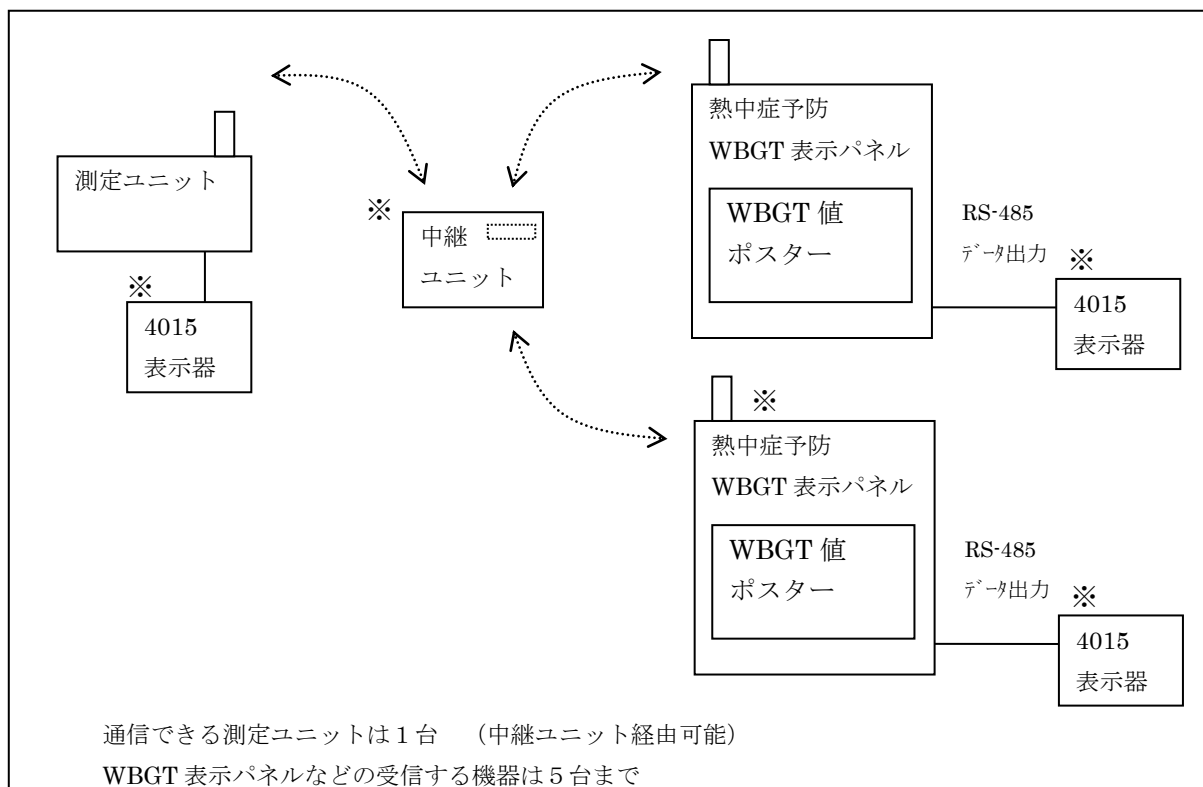 測定ユニット
※
4015
表示器
※
中継
ユニット
熱中症予防
WBGT 表示パネル
WBGT 値
ポスター
RS-485
ﾃﾞｰﾀ出力
※
4015
表示器
※
熱中症予防
WBGT 表示パネル
WBGT 値
ポスター
RS-485
ﾃﾞｰﾀ出力
※
4015
表示器
通信できる測定ユニットは１台　（中継ユニット経由可能）
WBGT 表示パネルなどの受信する機器は５台まで